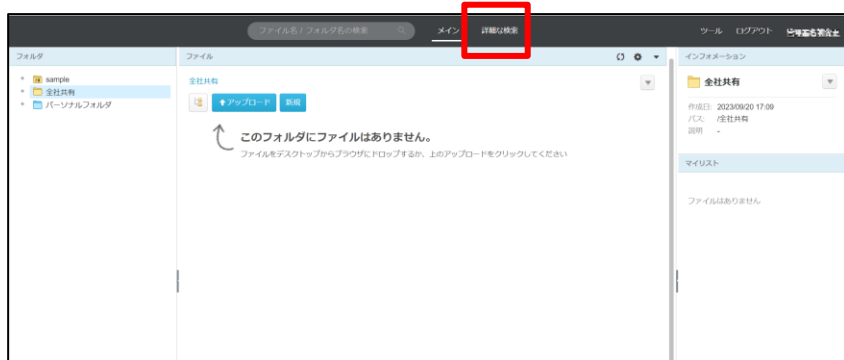 ファイル名 / フォルダ名の検索
メイン
詳細な検索
ツール
ログアウト
フォルダ
sample
全社共有
パーソナルフォルダ
ファイル
全社共有
アップロード
新規
このフォルダにファイルはありません。
ファイルをデスクトップからブラウザにドロップするか、上のアップロードをクリックしてください
インフォメーション
全社共有
作成日: 2023/09/20 17:09
パス: /全社共有
説明 -
マイリスト
ファイルはありません